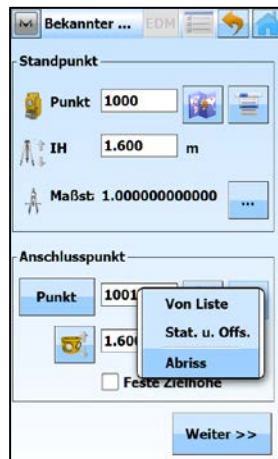 Bekannter ...
EDM
Standpunkt
Punkt 1000
IH 1.600 m
Maßst: 1.000000000000 ...
Anschlusspunkt
Punkt 1001
Von Liste
Stat. u. Offs.
Abriss
1.600
Feste Zielhöhe
Weiter >>